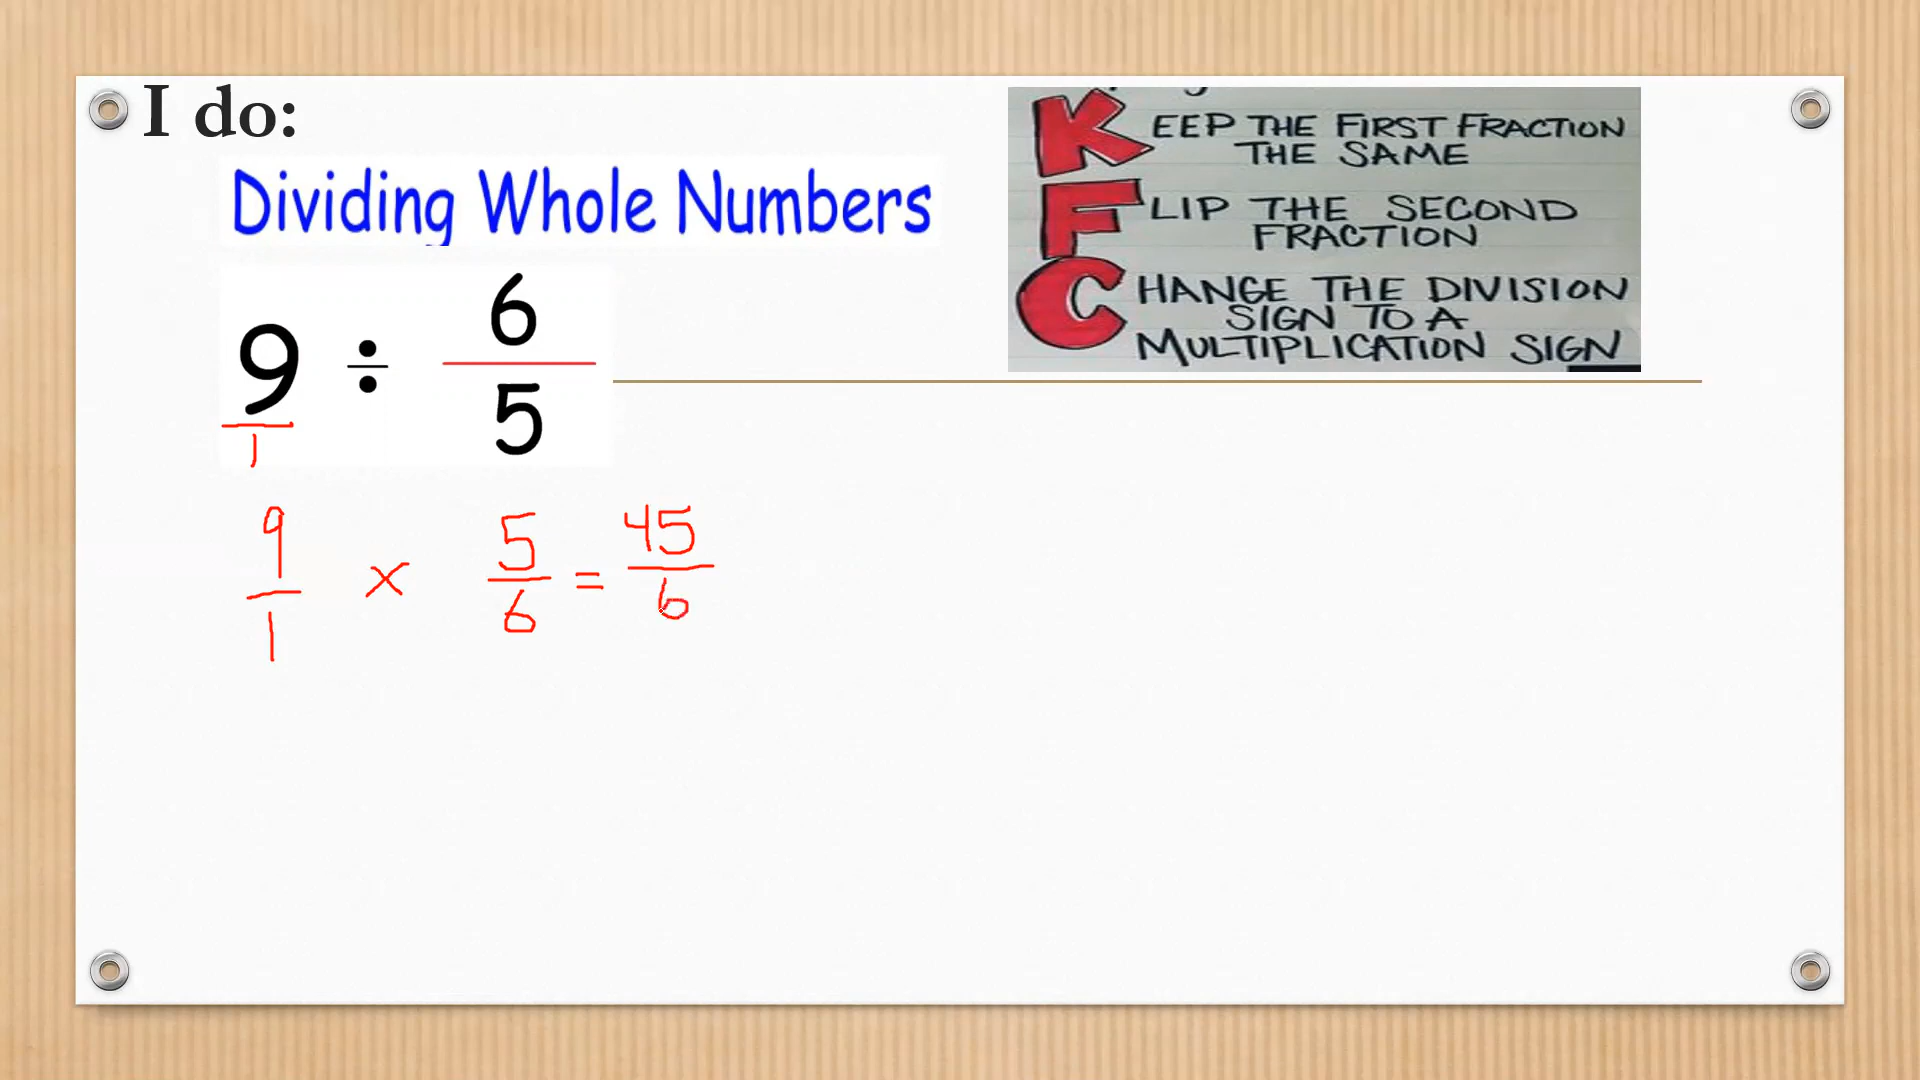 I do:
Dividing Whole Numbers
KEEP THE FIRST FRACTION
THE SAME
FLIP THE SECOND
FRACTION
CHANGE THE DIVISION
SIGN TO A
MULTIPLICATION SIGN
9 ÷ 6/5
1
9/1 × 5/6 = 45/6